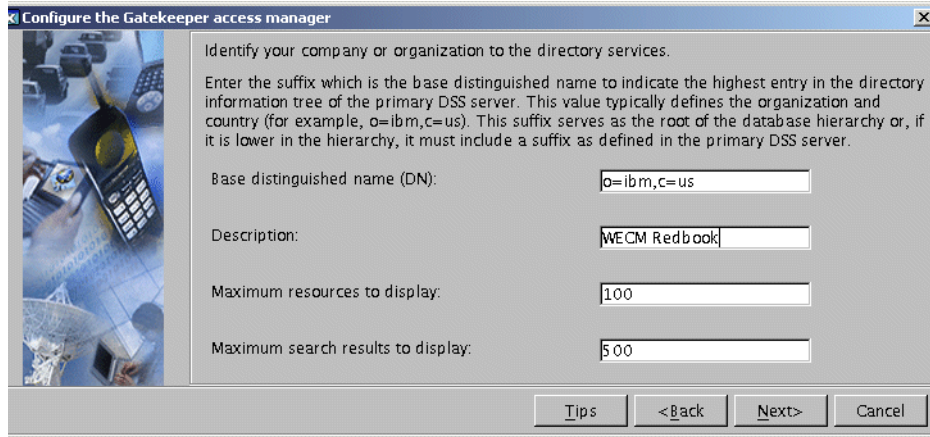 Configure the Gatekeeper access manager
Identify your company or organization to the directory services.
Enter the suffix which is the base distinguished name to indicate the highest entry in the directory
information tree of the primary DSS server. This value typically defines the organization and
country (for example, o=ibm,c=us). This suffix serves as the root of the database hierarchy or, if
it is lower in the hierarchy, it must include a suffix as defined in the primary DSS server.
Base distinguished name (DN): o=ibm,c=us
Description: WECM Redbook
Maximum resources to display: 100
Maximum search results to display: 500
Tips <Back Next> Cancel